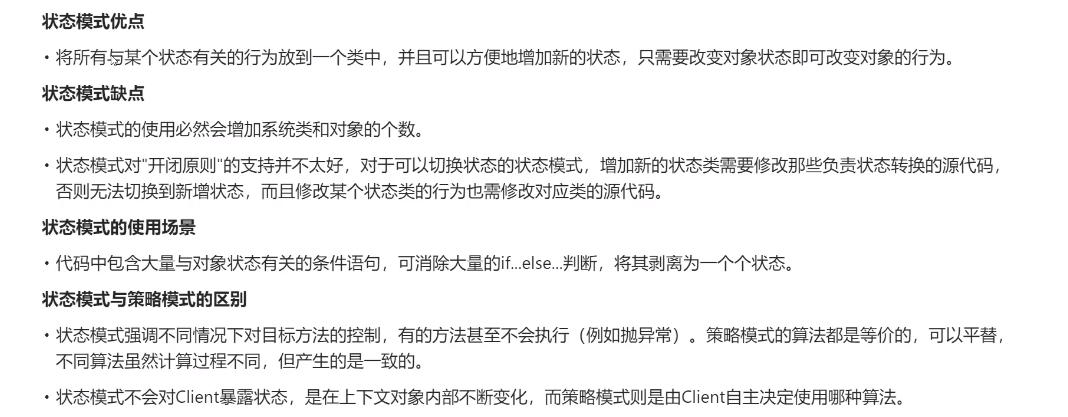 状态模式优点
• 将所有与某个状态有关的行为放到一个类中，并且可以方便地增加新的状态，只需要改变对象状态即可改变对象的行为。
状态模式缺点
• 状态模式的使用必然会增加系统类和对象的个数。
• 状态模式对"开闭原则"的支持并不太好，对于可以切换状态的状态模式，增加新的状态类需要修改那些负责状态转换的源代码，
否则无法切换到新增状态，而且修改某个状态类的行为也需修改对应类的源代码。
状态模式的使用场景
• 代码中包含大量与对象状态有关的条件语句，可消除大量的if...else...判断，将其剥离为一个个状态。
状态模式与策略模式的区别
• 状态模式强调不同情况下对目标方法的控制，有的方法甚至不会执行（例如抛异常）。策略模式的算法都是等价的，可以平替，
不同算法虽然计算过程不同，但产生的是一致的。
• 状态模式不会对Client暴露状态，是在上下文对象内部不断变化，而策略模式则是由Client自主决定使用哪种算法。